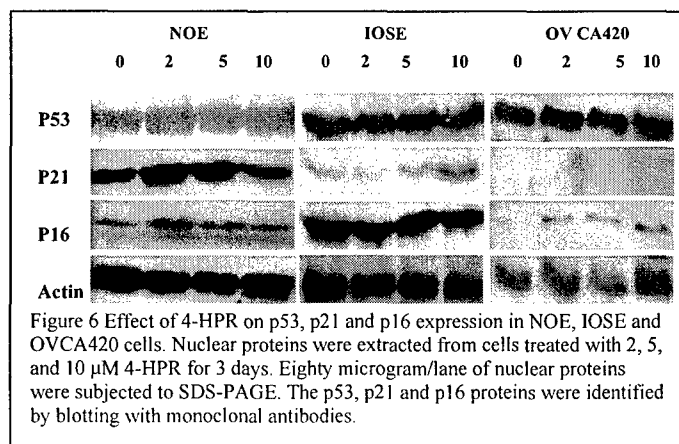 NOE IOSE OV CA420
0 2 5 10 0 2 5 10 0 2 5 10
P53
P21
P16
Actin
Figure 6 Effect of 4-HPR on p53, p21 and p16 expression in NOE, IOSE and
OVCA420 cells. Nuclear proteins were extracted from cells treated with 2, 5,
and 10 μM 4-HPR for 3 days. Eighty microgram/lane of nuclear proteins
were subjected to SDS-PAGE. The p53, p21 and p16 proteins were identified
by blotting with monoclonal antibodies.